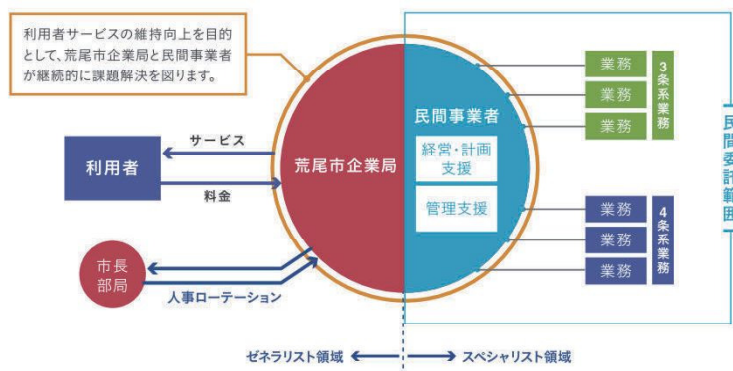 利用者サービスの維持向上を目的
として、荒尾市企業局と民間事業者
が継続的に課題解決を図ります。
利用者
サービス
料金
荒尾市企業局
民間事業者
経営・計画
支援
管理支援
業務
業務
業務
3条系業務
業務
業務
業務
4条系業務
民間委託範囲
市長
部局
人事ローテーション
ゼネラリスト領域
スペシャリスト領域